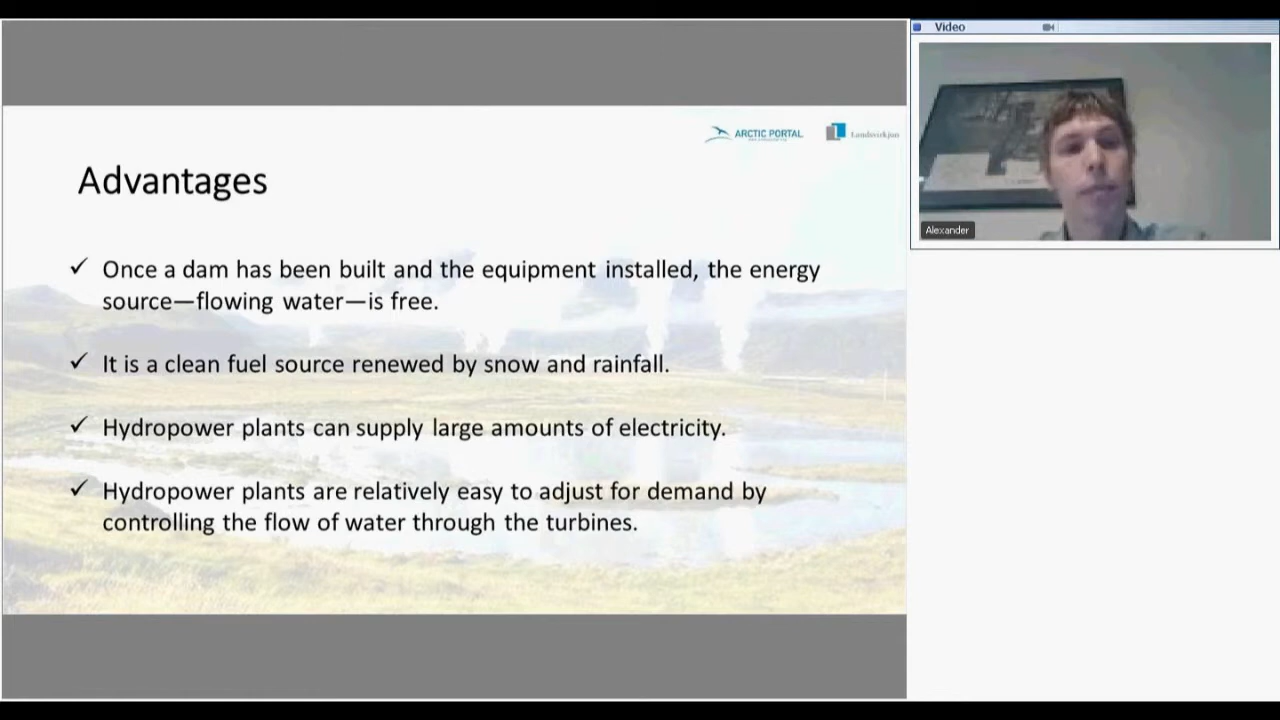 Video
Alexander
ARCTIC PORTAL
Landsvirkjun
Advantages
✓ Once a dam has been built and the equipment installed, the energy
source—flowing water—is free.
✓ It is a clean fuel source renewed by snow and rainfall.
✓ Hydropower plants can supply large amounts of electricity.
✓ Hydropower plants are relatively easy to adjust for demand by
controlling the flow of water through the turbines.